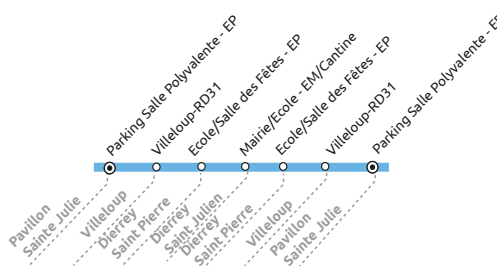 Parking Salle Polyvalente - EP
Villeloup-RD31
Ecole/Salle des Fêtes - EP
Mairie/Ecole - EM/Cantine
Ecole/Salle des Fêtes - EP
Villeloup-RD31
Parking Salle Polyvalente - EP
Pavillon
Sainte Julie
Villeloup
Dierrey
Saint Pierre
Dierrey
Saint Julien
Dierrey
Saint Pierre
Villeloup
Pavillon
Sainte Julie